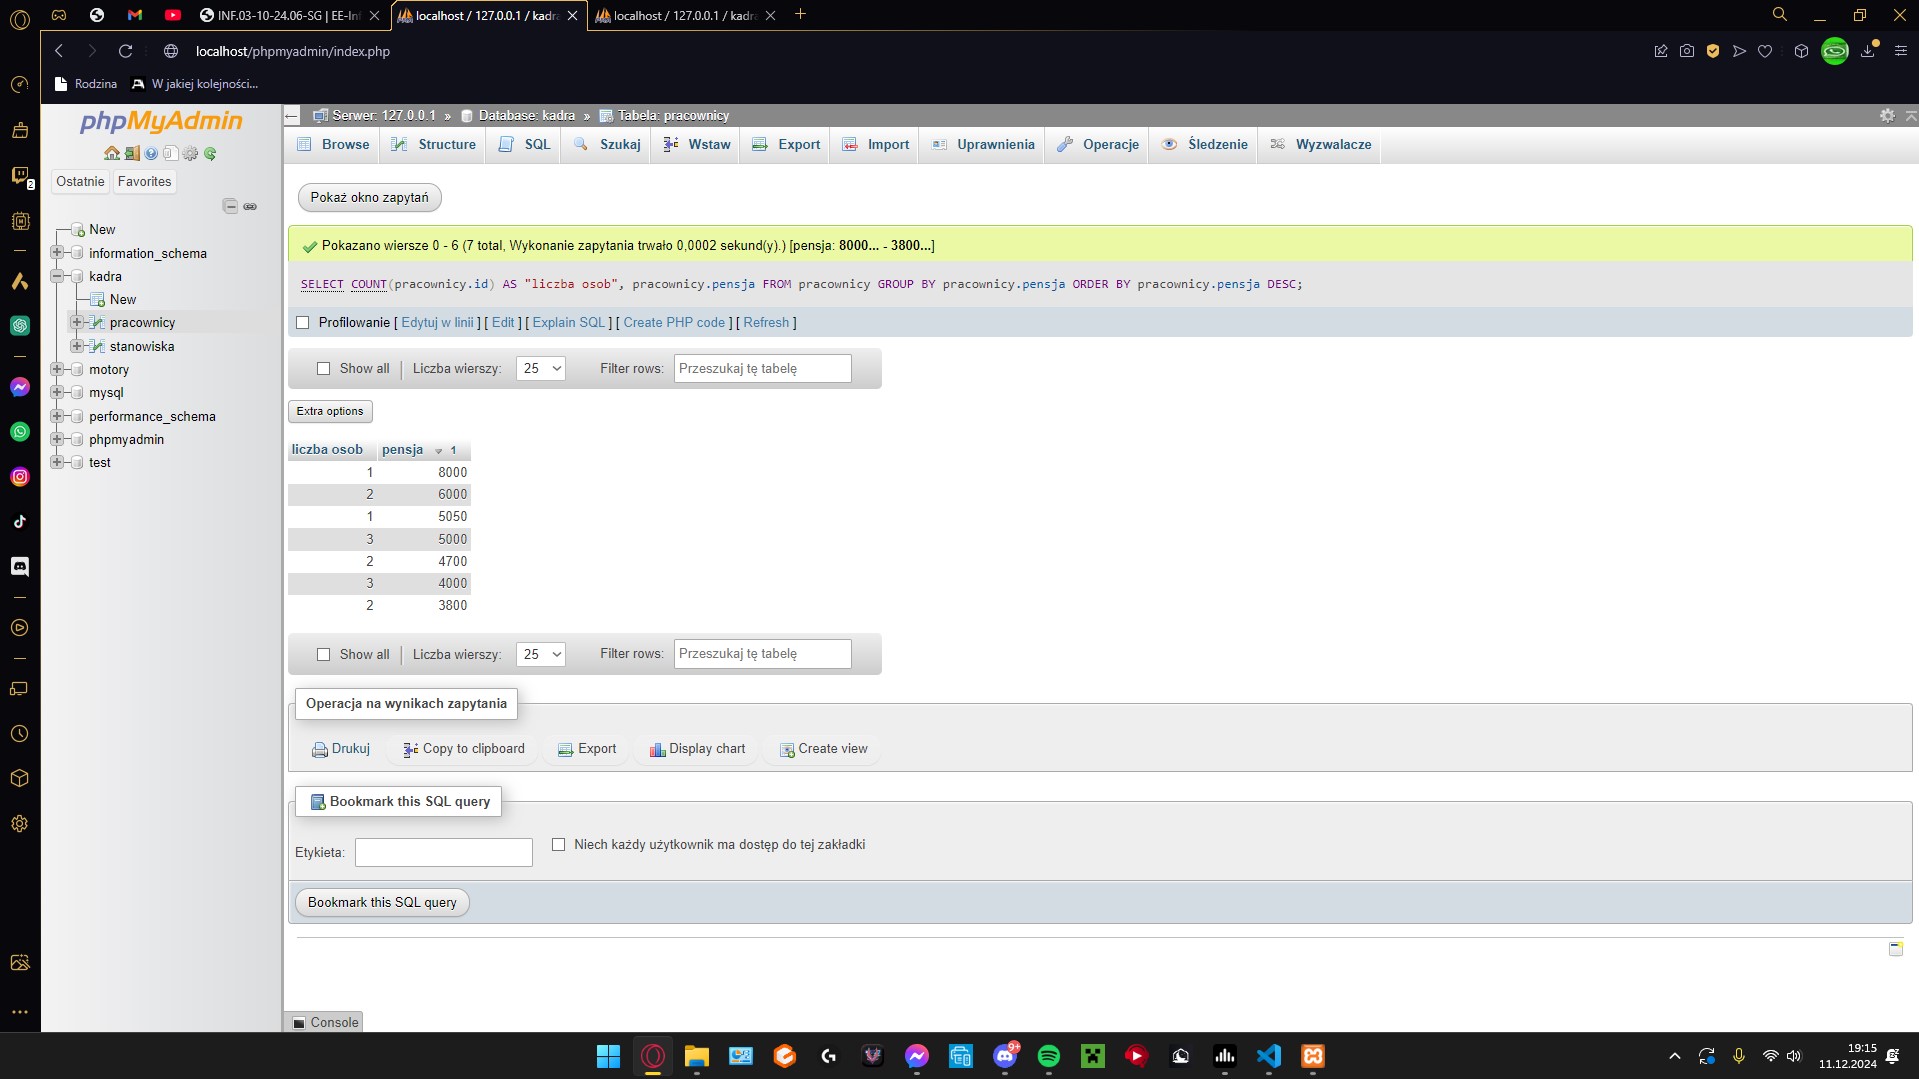 INF.03-10-24.06-SG | EE-Inf
localhost / 127.0.0.1 / kadra
localhost / 127.0.0.1 / kadra
localhost/phpmyadmin/index.php
Rodzina
W jakiej kolejności...
2
phpMyAdmin
Ostatnie
Favorites
New
information_schema
kadra
New
pracownicy
stanowiska
motory
mysql
performance_schema
phpmyadmin
test
Serwer: 127.0.0.1 » Database: kadra » Tabela: pracownicy
Browse
Structure
SQL
Szukaj
Wstaw
Export
Import
Uprawnienia
Operacje
Śledzenie
Wyzwalacze
Pokaż okno zapytań
Pokazano wiersze 0 - 6 (7 total, Wykonanie zapytania trwało 0,0002 sekund(y).) [pensja: 8000... - 3800...]
SELECT COUNT(pracownicy.id) AS "liczba osob", pracownicy.pensja FROM pracownicy GROUP BY pracownicy.pensja ORDER BY pracownicy.pensja DESC;
Profilowanie [ Edytuj w linii ] [ Edit ] [ Explain SQL ] [ Create PHP code ] [ Refresh ]
Show all | Liczba wierszy: 25 Filter rows: Przeszukaj tę tabelę
Extra options
liczba osob pensja 1
1 8000
2 6000
1 5050
3 5000
2 4700
3 4000
2 3800
Show all | Liczba wierszy: 25 Filter rows: Przeszukaj tę tabelę
Operacja na wynikach zapytania
Drukuj
Copy to clipboard
Export
Display chart
Create view
Bookmark this SQL query
Etykieta:
Niech każdy użytkownik ma dostęp do tej zakładki
Bookmark this SQL query
Console
9+
19:15
11.12.2024